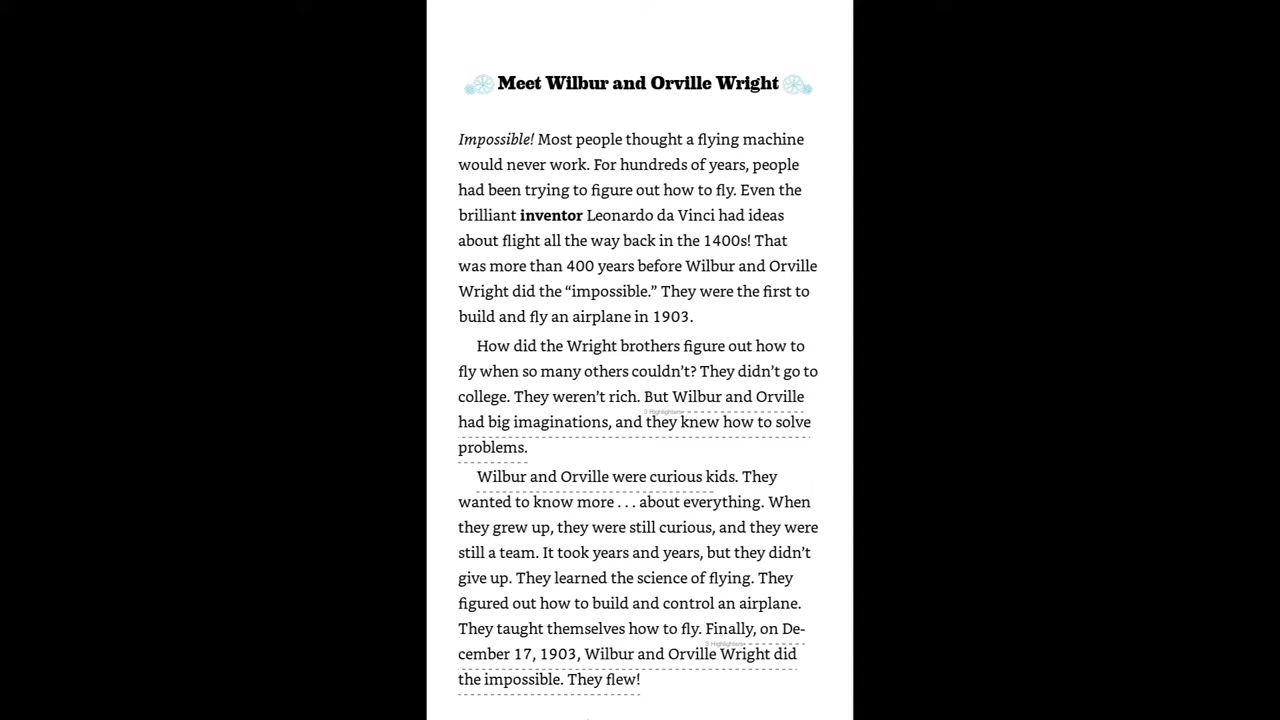 Meet Wilbur and Orville Wright
Impossible! Most people thought a flying machine
would never work. For hundreds of years, people
had been trying to figure out how to fly. Even the
brilliant inventor Leonardo da Vinci had ideas
about flight all the way back in the 1400s! That
was more than 400 years before Wilbur and Orville
Wright did the “impossible.” They were the first to
build and fly an airplane in 1903.
How did the Wright brothers figure out how to
fly when so many others couldn’t? They didn’t go to
college. They weren’t rich. But Wilbur and Orville
3 Highlighters
had big imaginations, and they knew how to solve
problems.
Wilbur and Orville were curious kids. They
wanted to know more . . . about everything. When
they grew up, they were still curious, and they were
still a team. It took years and years, but they didn’t
give up. They learned the science of flying. They
figured out how to build and control an airplane.
They taught themselves how to fly. Finally, on De-
3 Highlighters
cember 17, 1903, Wilbur and Orville Wright did
the impossible. They flew!